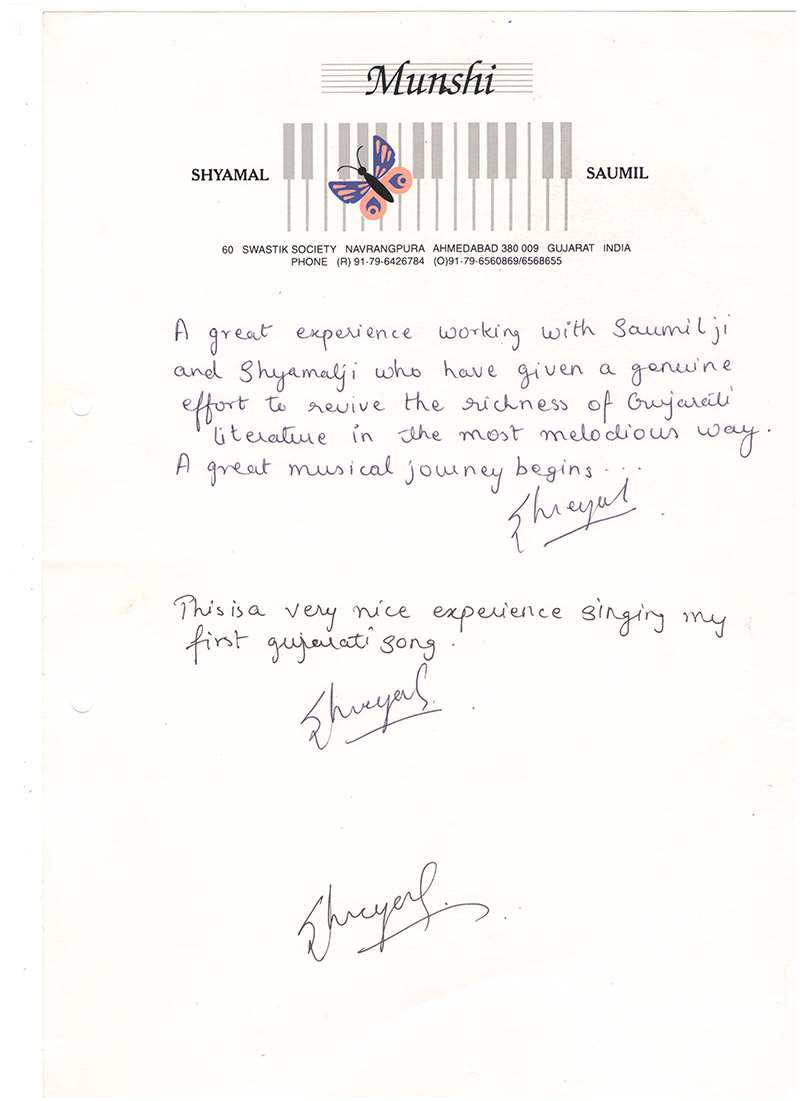 Munshi
SHYAMAL
SAUMIL
60 SWASTIK SOCIETY NAVRANGPURA AHMEDABAD 380 009 GUJARAT INDIA
PHONE (R) 91-79-6426784 (O)91-79-6560869/6568655
A great experience working with Saumilji
and Shyamalji who have given a genuine
effort to revive the richness of Gujarati
literature in the most melodious way.
A great musical journey begins ...
Shreya
This is a very nice experience singing my
first gujarati song.
Shreya
Shreya